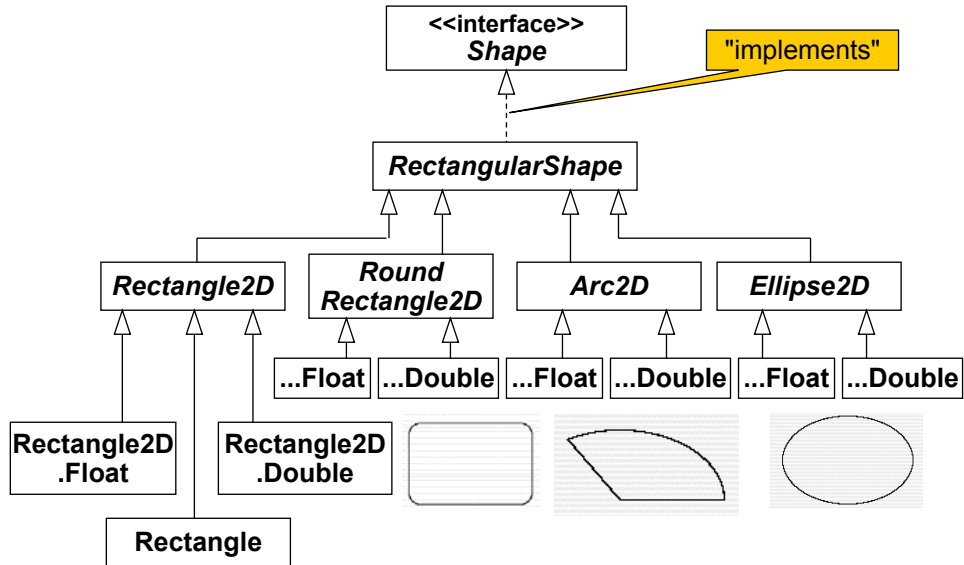 <<interface>>
Shape
"implements"
RectangularShape
Rectangle2D
Round
Rectangle2D
Arc2D
Ellipse2D
...Float
...Double
...Float
...Double
...Float
...Double
Rectangle2D
.Float
Rectangle2D
.Double
Rectangle